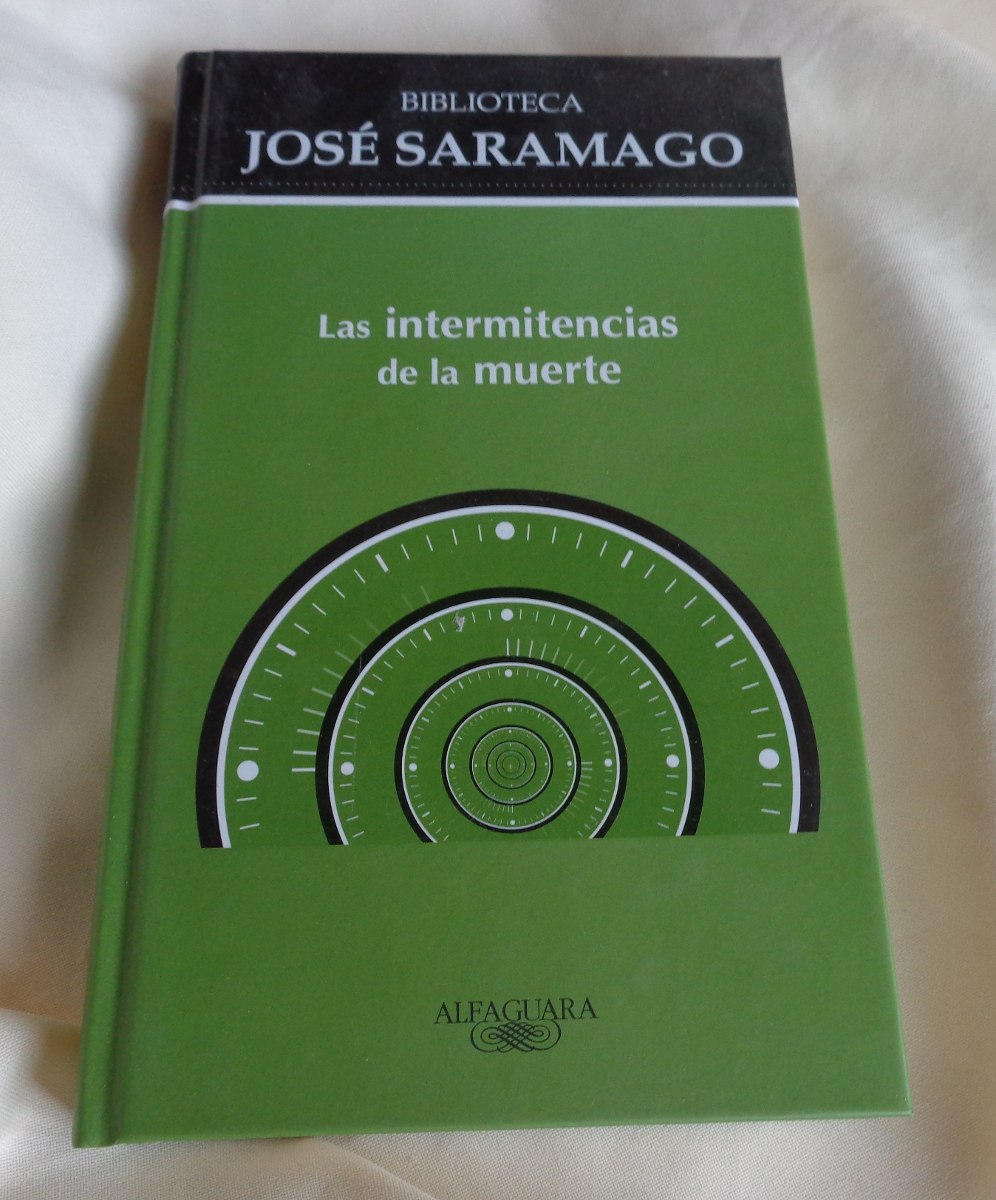 BIBLIOTECA
JOSÉ SARAMAGO
Las intermitencias
de la muerte
ALFAGUARA